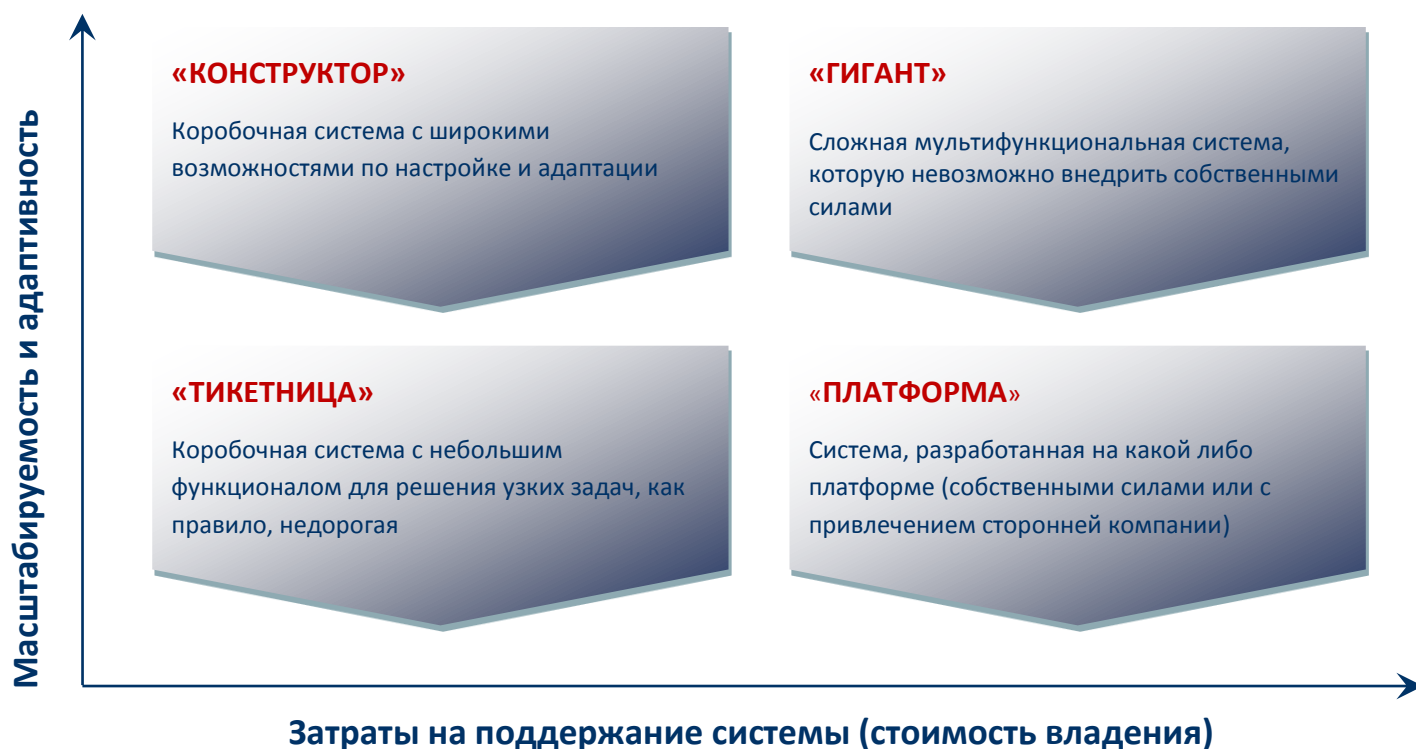 Масштабируемость и адаптивность
«КОНСТРУКТОР»
Коробочная система с широкими
возможностями по настройке и адаптации
«ГИГАНТ»
Сложная мультифункциональная система,
которую невозможно внедрить собственными
силами
«ТИКЕТНИЦА»
Коробочная система с небольшим
функционалом для решения узких задач, как
правило, недорогая
«ПЛАТФОРМА»
Система, разработанная на какой либо
платформе (собственными силами или с
привлечением сторонней компании)
Затраты на поддержание системы (стоимость владения)